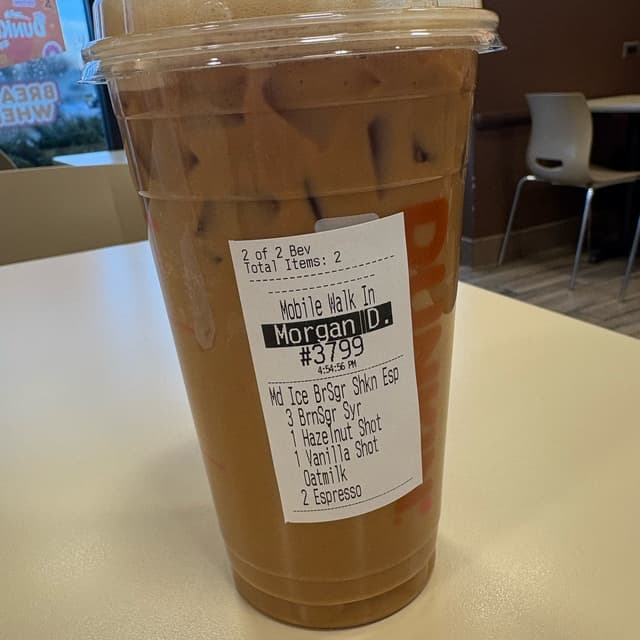 2 of 2 Bev
Total Items: 2
Mobile Walk In
Morgan D.
#3799
4:54:56 PM
Md Ice BrSgr Shkn Esp
3 BrnSgr Syr
1 Hazelnut Shot
1 Vanilla Shot
Oatmilk
2 Espresso